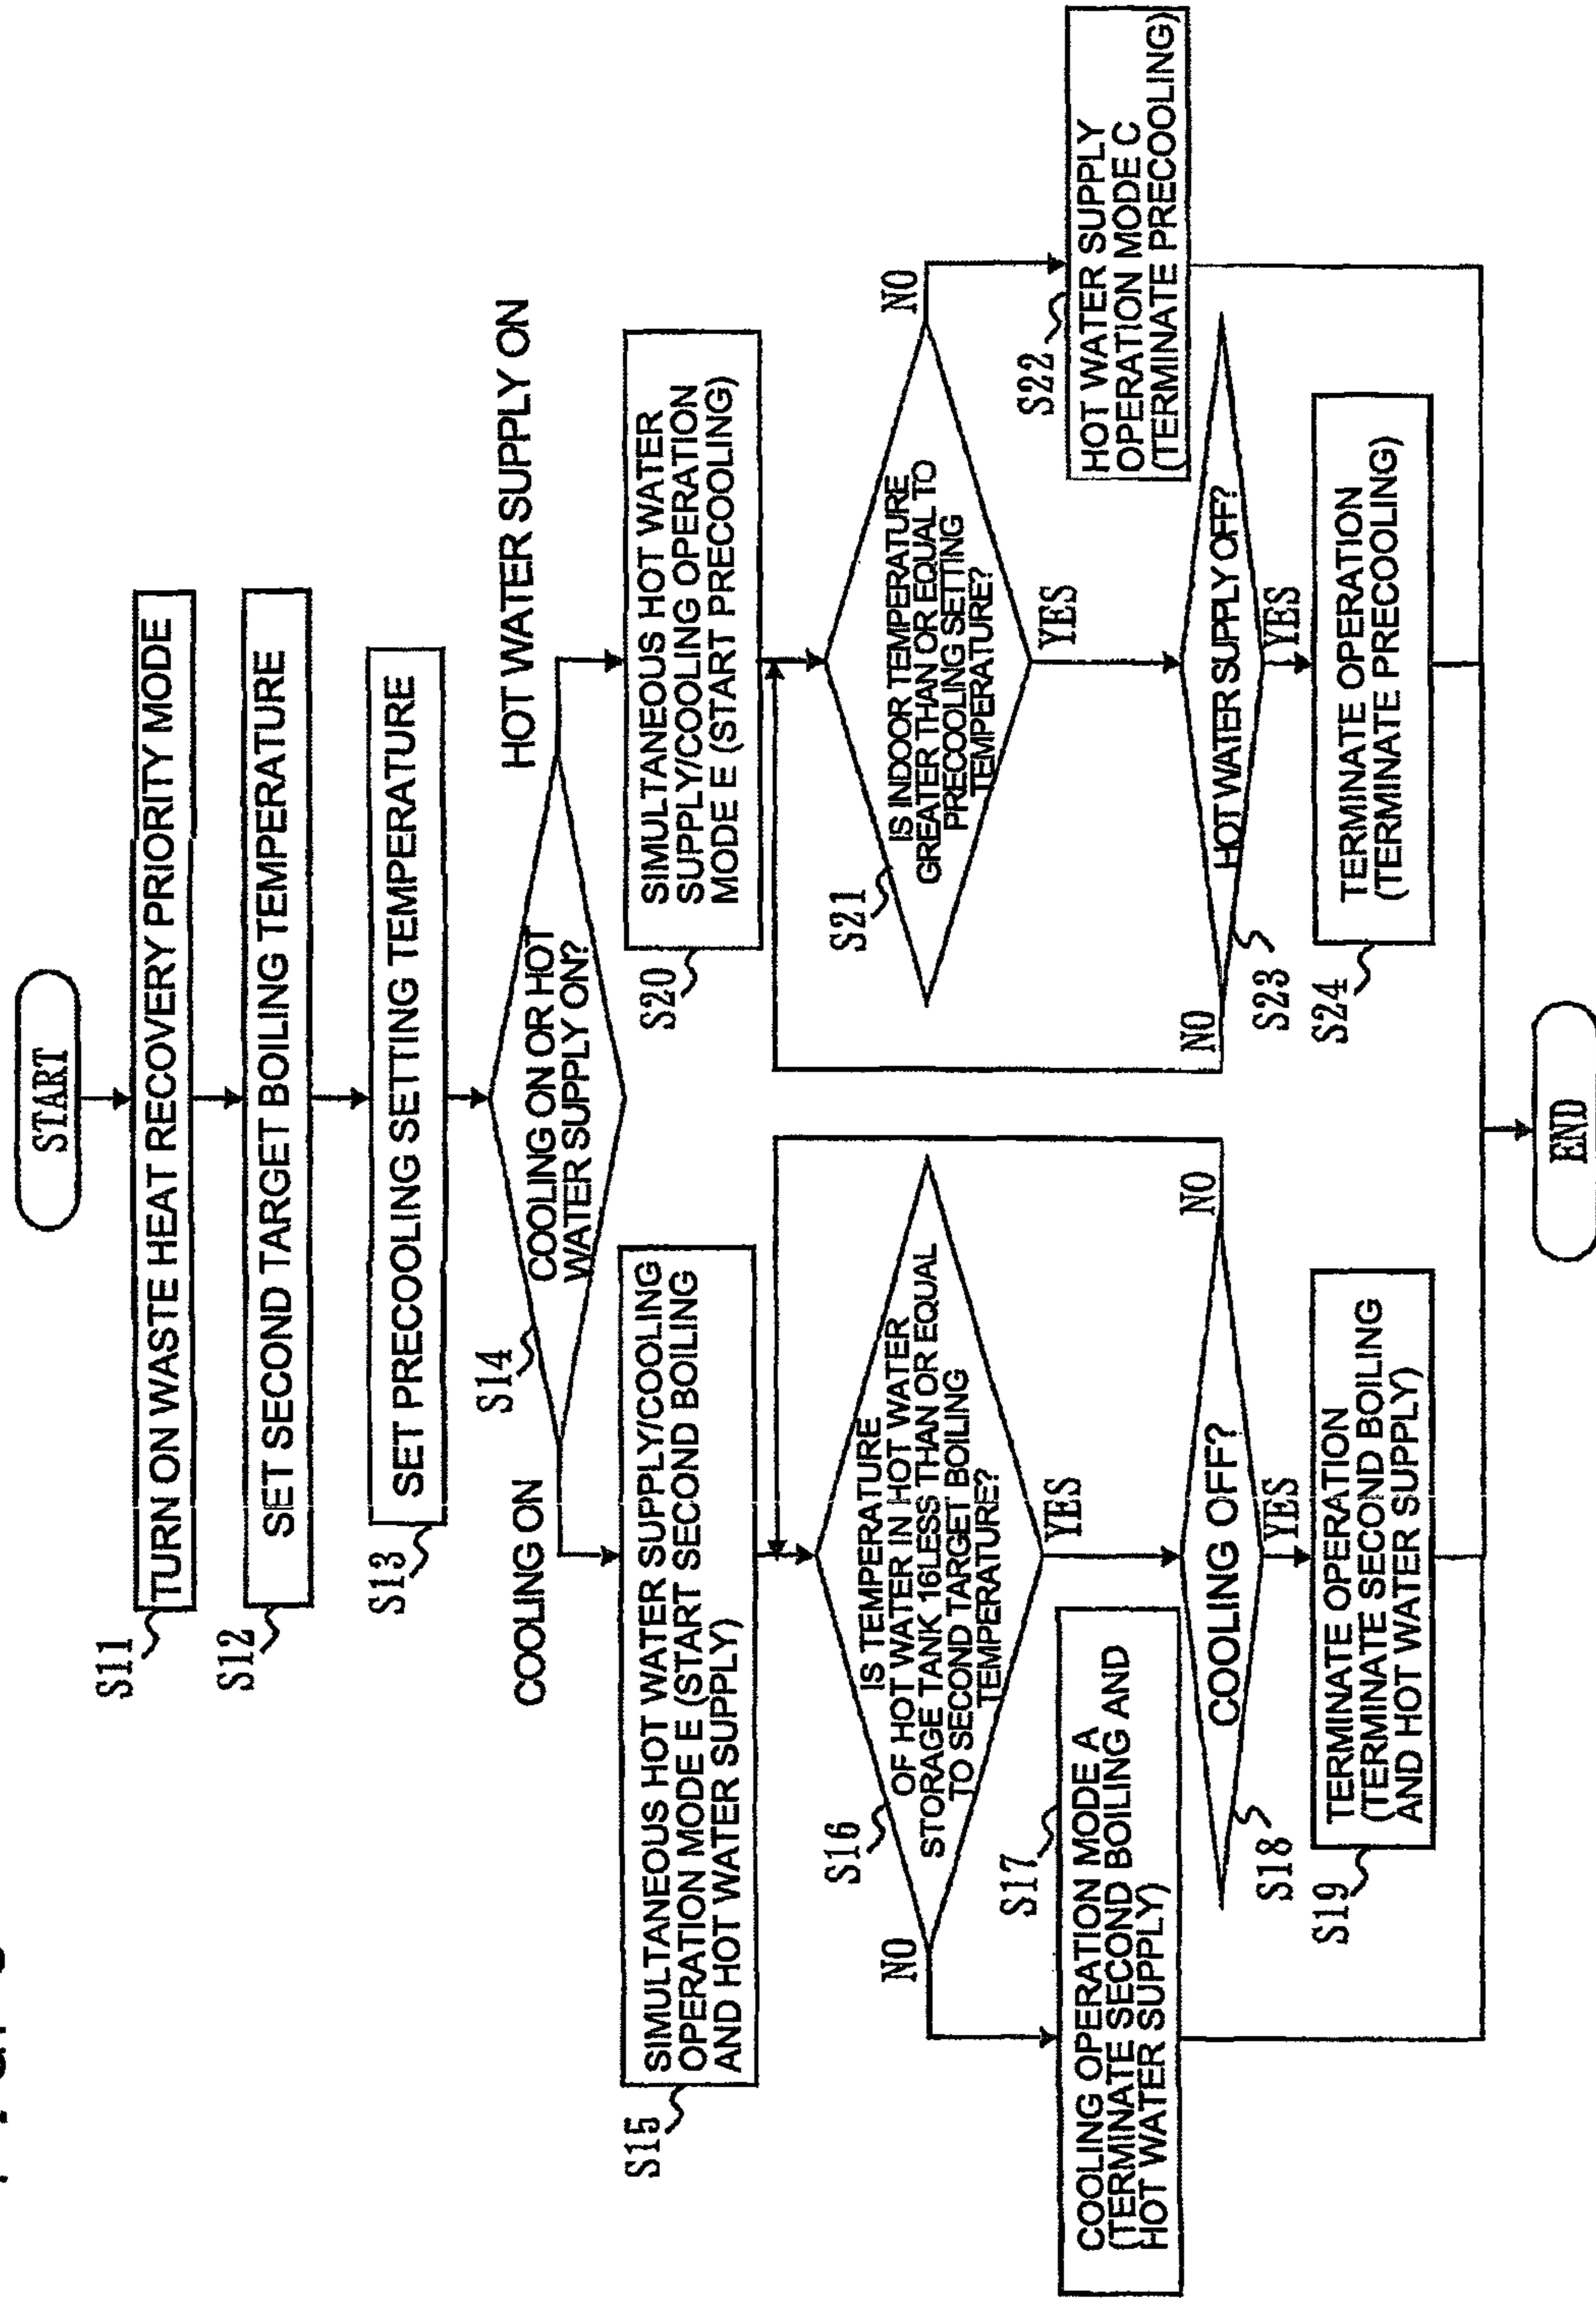 START
S11
TURN ON WASTE HEAT RECOVERY PRIORITY MODE
S12
SET SECOND TARGET BOILING TEMPERATURE
S13
SET PRECOOLING SETTING TEMPERATURE
S14
COOLING ON OR HOT
WATER SUPPLY ON?
COOLING ON
HOT WATER SUPPLY ON
S15
SIMULTANEOUS HOT WATER SUPPLY/COOLING
OPERATION MODE E (START SECOND BOILING
AND HOT WATER SUPPLY)
S16
IS TEMPERATURE
OF HOT WATER IN HOT WATER
STORAGE TANK 16LESS THAN OR EQUAL
TO SECOND TARGET BOILING
TEMPERATURE?
NO
YES
S17
COOLING OPERATION MODE A
(TERMINATE SECOND BOILING AND
HOT WATER SUPPLY)
S18
COOLING OFF?
NO
YES
S19
TERMINATE OPERATION
(TERMINATE SECOND BOILING
AND HOT WATER SUPPLY)
S20
SIMULTANEOUS HOT WATER
SUPPLY/COOLING OPERATION
MODE E (START PRECOOLING)
S21
IS INDOOR TEMPERATURE
GREATER THAN OR EQUAL TO
PRECOOLING SETTING
TEMPERATURE?
NO
YES
S22
HOT WATER SUPPLY
OPERATION MODE C
(TERMINATE PRECOOLING)
S23
HOT WATER SUPPLY OFF?
NO
YES
S24
TERMINATE OPERATION
(TERMINATE PRECOOLING)
END